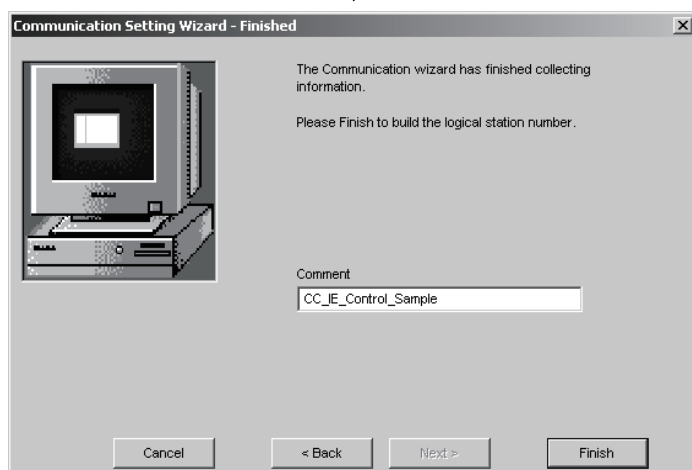 Communication Setting Wizard - Finished
The Communication wizard has finished collecting
information.
Please Finish to build the logical station number.
Comment
CC_IE_Control_Sample
Cancel
< Back
Next >
Finish